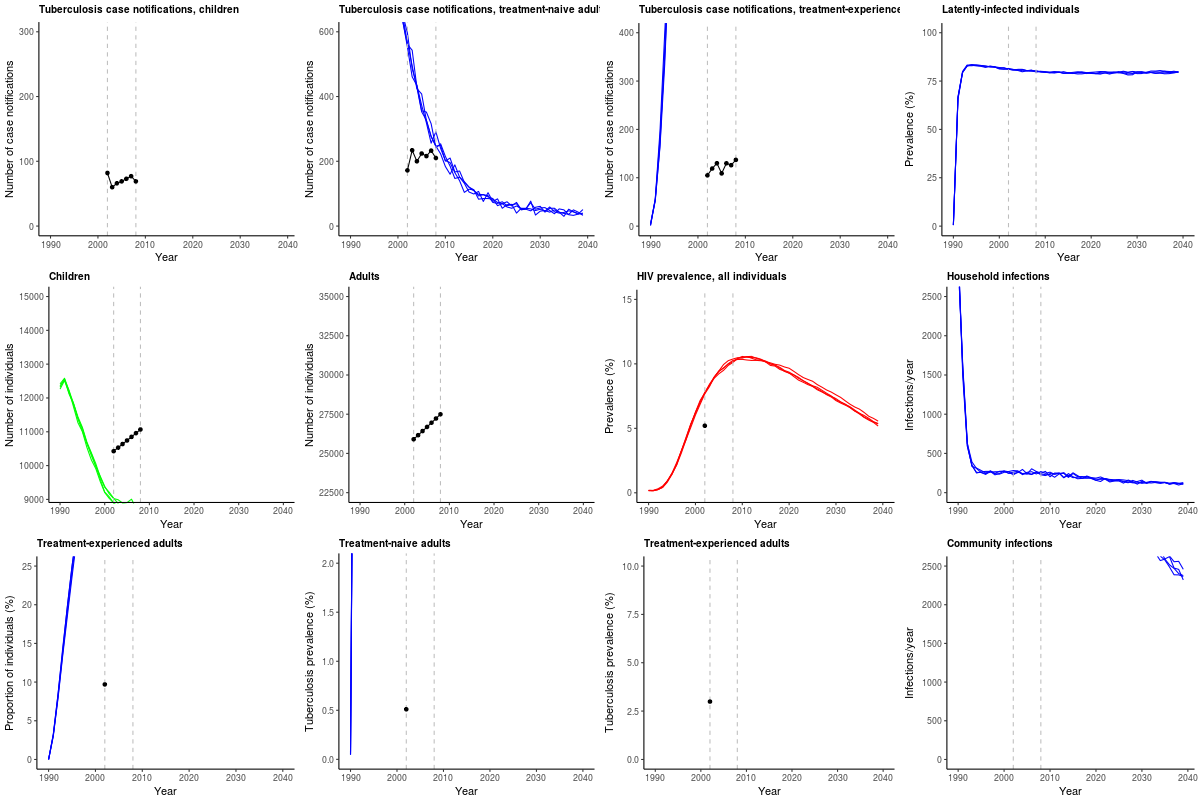 Tuberculosis case notifications, children
Number of case notifications
300
200
100
0
1990 2000 2010 2020 2030 2040
Year
Tuberculosis case notifications, treatment-naive adul
Number of case notifications
600
400
200
0
1990 2000 2010 2020 2030 2040
Year
Tuberculosis case notifications, treatment-experience
Number of case notifications
400
300
200
100
0
1990 2000 2010 2020 2030 2040
Year
Latently-infected individuals
Prevalence (%)
100
75
50
25
0
1990 2000 2010 2020 2030 2040
Year
Children
Number of individuals
15000
14000
13000
12000
11000
10000
9000
1990 2000 2010 2020 2030 2040
Year
Adults
Number of individuals
35000
32500
30000
27500
25000
22500
1990 2000 2010 2020 2030 2040
Year
HIV prevalence, all individuals
Prevalence (%)
15
10
5
0
1990 2000 2010 2020 2030 2040
Year
Household infections
Infections/year
2500
2000
1500
1000
500
0
1990 2000 2010 2020 2030 2040
Year
Treatment-experienced adults
Proportion of individuals (%)
25
20
15
10
5
0
1990 2000 2010 2020 2030 2040
Year
Treatment-naive adults
Tuberculosis prevalence (%)
2.0
1.5
1.0
0.5
0.0
1990 2000 2010 2020 2030 2040
Year
Treatment-experienced adults
Tuberculosis prevalence (%)
10.0
7.5
5.0
2.5
0.0
1990 2000 2010 2020 2030 2040
Year
Community infections
Infections/year
2500
2000
1500
1000
500
0
1990 2000 2010 2020 2030 2040
Year